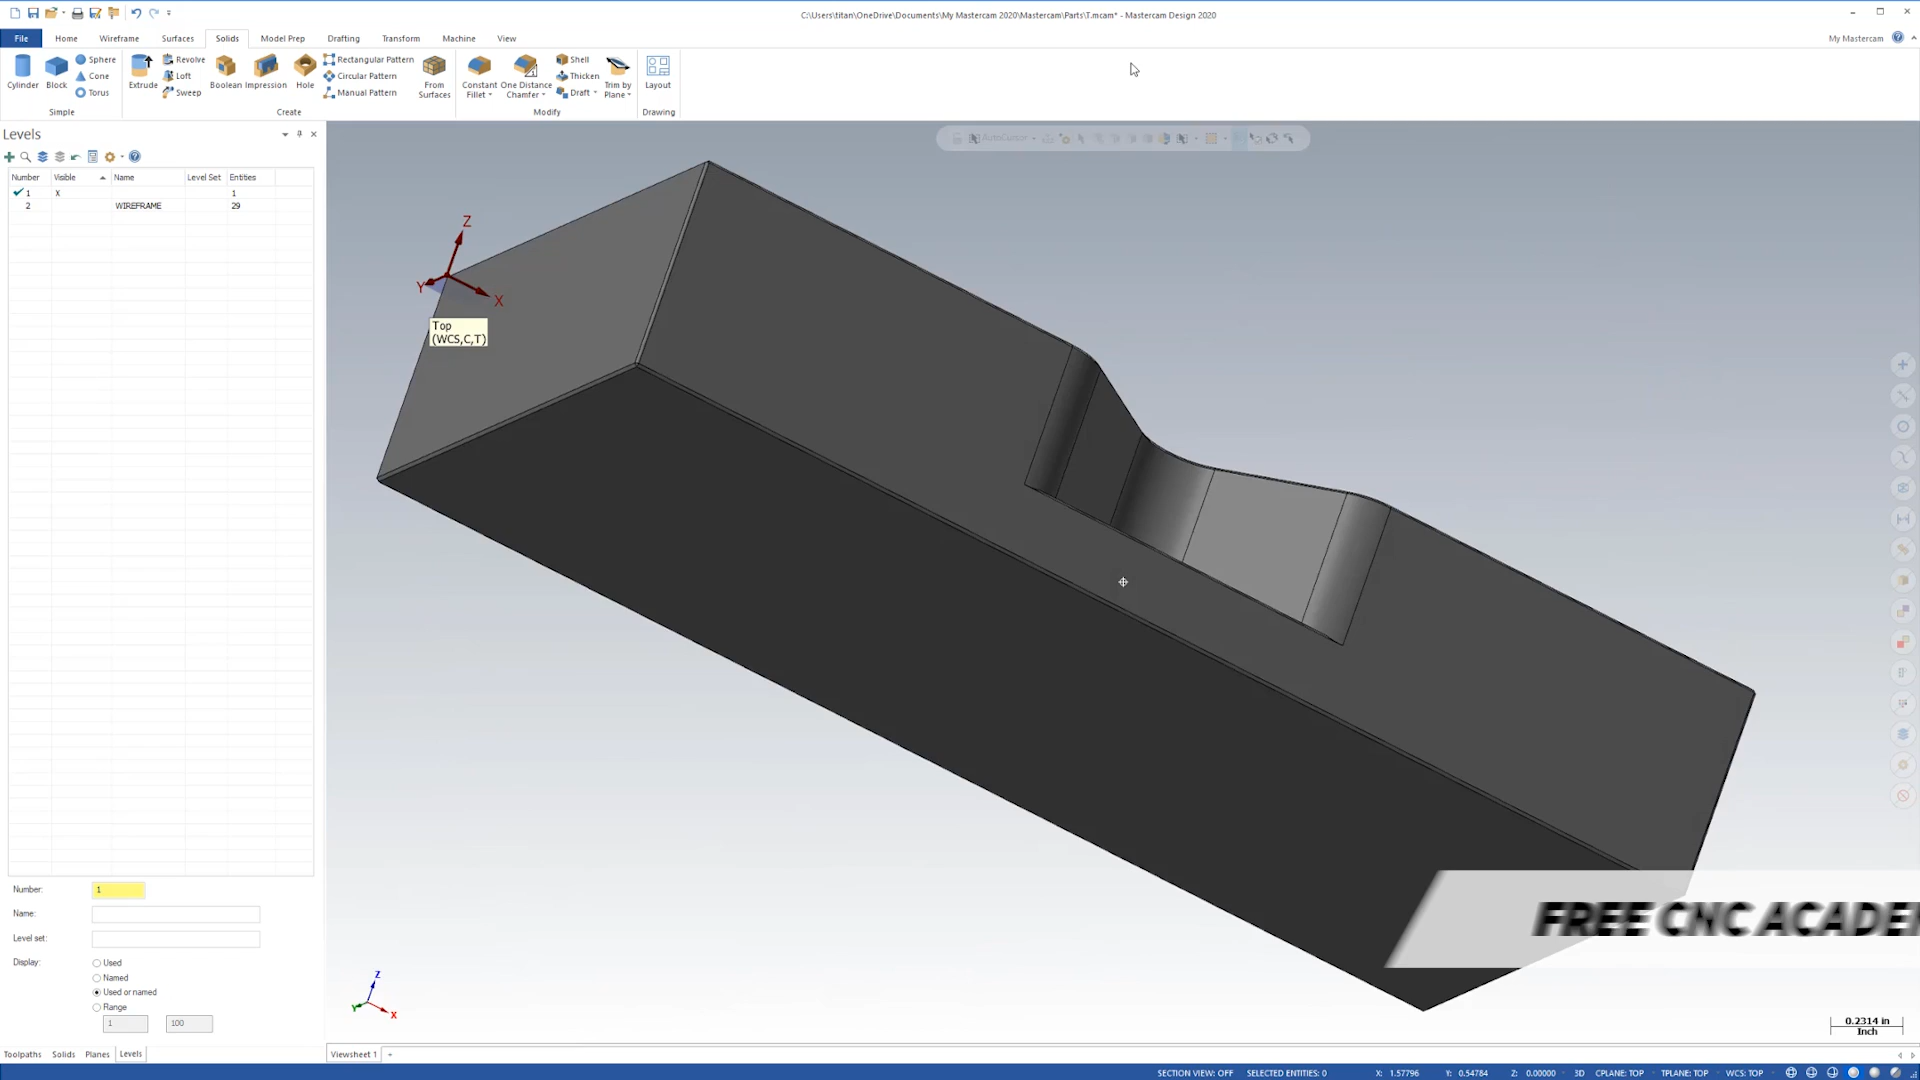 C:\Users\titan\OneDrive\Documents\My Mastercam 2020\Mastercam\Parts\T.mcam* - Mastercam Design 2020
File Home Wireframe Surfaces Solids Model Prep Drafting Transform Machine View My Mastercam
Cylinder Block Sphere Cone Torus
Simple
Extrude Revolve Loft Sweep Boolean Impression Hole Rectangular Pattern Circular Pattern Manual Pattern From Surfaces
Create
Constant Fillet One Distance Chamfer Shell Thicken Draft Trim by Plane
Modify
Layout
Drawing
Levels
AutoCursor
Number Visible Name Level Set Entities
1 X 1
2 WIREFRAME 29
Z
Y X
Top
(WCS,C,T)
Number: 1
Name:
Level set:
Display: Used
Named
Used or named
Range
1 100
Z
Y X
FREE CNC ACADE
0.2314 in
Inch
Toolpaths Solids Planes Levels
Viewsheet 1 +
SECTION VIEW: OFF SELECTED ENTITIES: 0 X: 1.57796 Y: 0.54784 Z: 0.00000 3D CPLANE: TOP TPLANE: TOP WCS: TOP